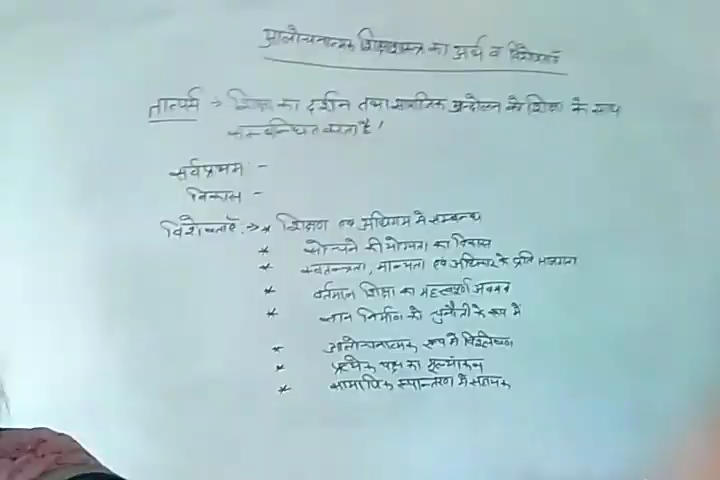 आलोचनात्मक शिक्षाशास्त्र का अर्थ व विशेषताएँ
तात्पर्य → शिक्षा का दर्शन तथा सामाजिक आन्दोलन को शिक्षा के साथ
सम्बन्धित करता है।
सर्वप्रथम :-
विकास -
विशेषताएँ :→ * शिक्षण एवं अधिगम में सम्बन्ध
* सोचने की योग्यता का विकास
* स्वतन्त्रता, मान्यता एवं अधिकार के प्रति
* वर्तमान शिक्षा का महत्वपूर्ण अवयव
* ज्ञान निर्माण को चुनौती के रूप में
* आलोचनात्मक रूप में विश्लेषण
* प्रत्येक पक्ष का मूल्यांकन
* सामाजिक रूपान्तरण में सहायक